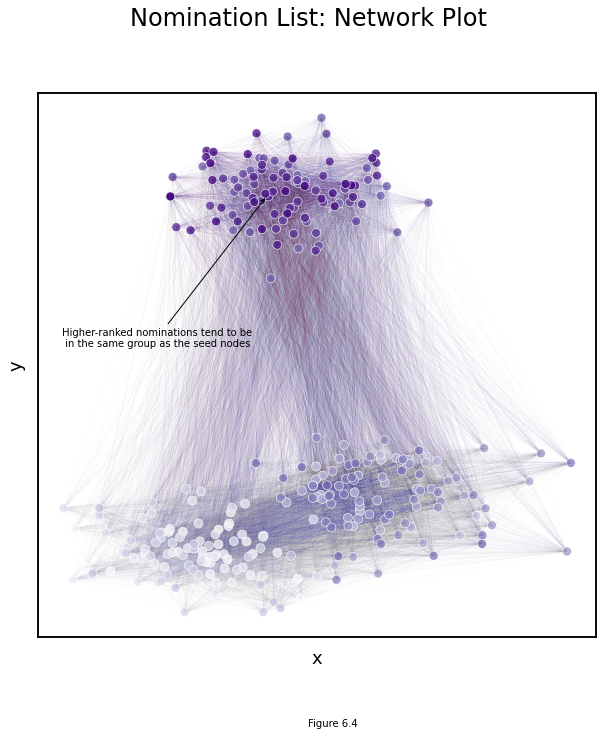 Nomination List: Network Plot
Higher-ranked nominations tend to be
in the same group as the seed nodes
y
x
Figure 6.4